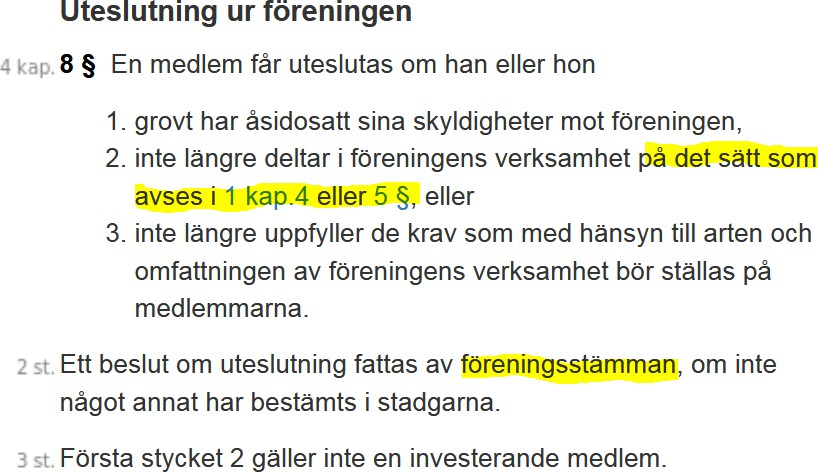 Uteslutning ur föreningen
4 kap. 8 § En medlem får uteslutas om han eller hon
1. grovt har åsidosatt sina skyldigheter mot föreningen,
2. inte längre deltar i föreningens verksamhet på det sätt som
avses i 1 kap.4 eller 5 §, eller
3. inte längre uppfyller de krav som med hänsyn till arten och
omfattningen av föreningens verksamhet bör ställas på
medlemmarna.
2 st. Ett beslut om uteslutning fattas av föreningsstämman, om inte
något annat har bestämts i stadgarna.
3 st. Första stycket 2 gäller inte en investerande medlem.